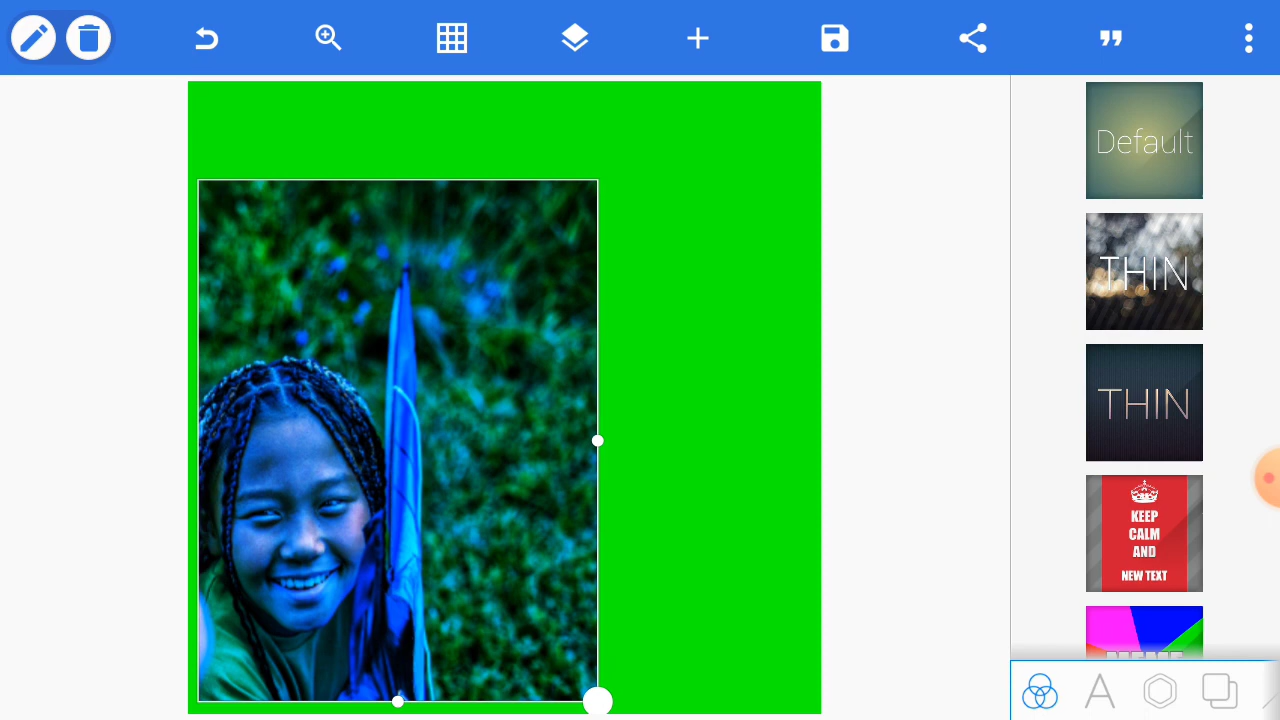 Default
THIN
THIN
KEEP
CALM
AND
NEW TEXT